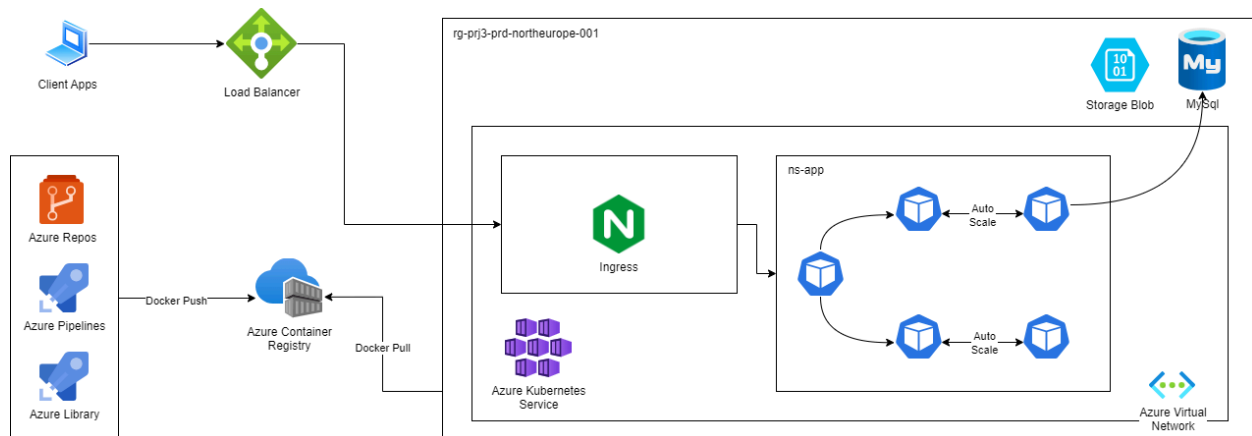 rg-prj3-prd-northeurope-001
Client Apps
Load Balancer
10
01
Storage Blob
My
MySql
Azure Repos
Azure Pipelines
Azure Library
Docker Push
Azure Container
Registry
Docker Pull
N
Ingress
Azure Kubernetes
Service
ns-app
Auto
Scale
Auto
Scale
Azure Virtual
Network